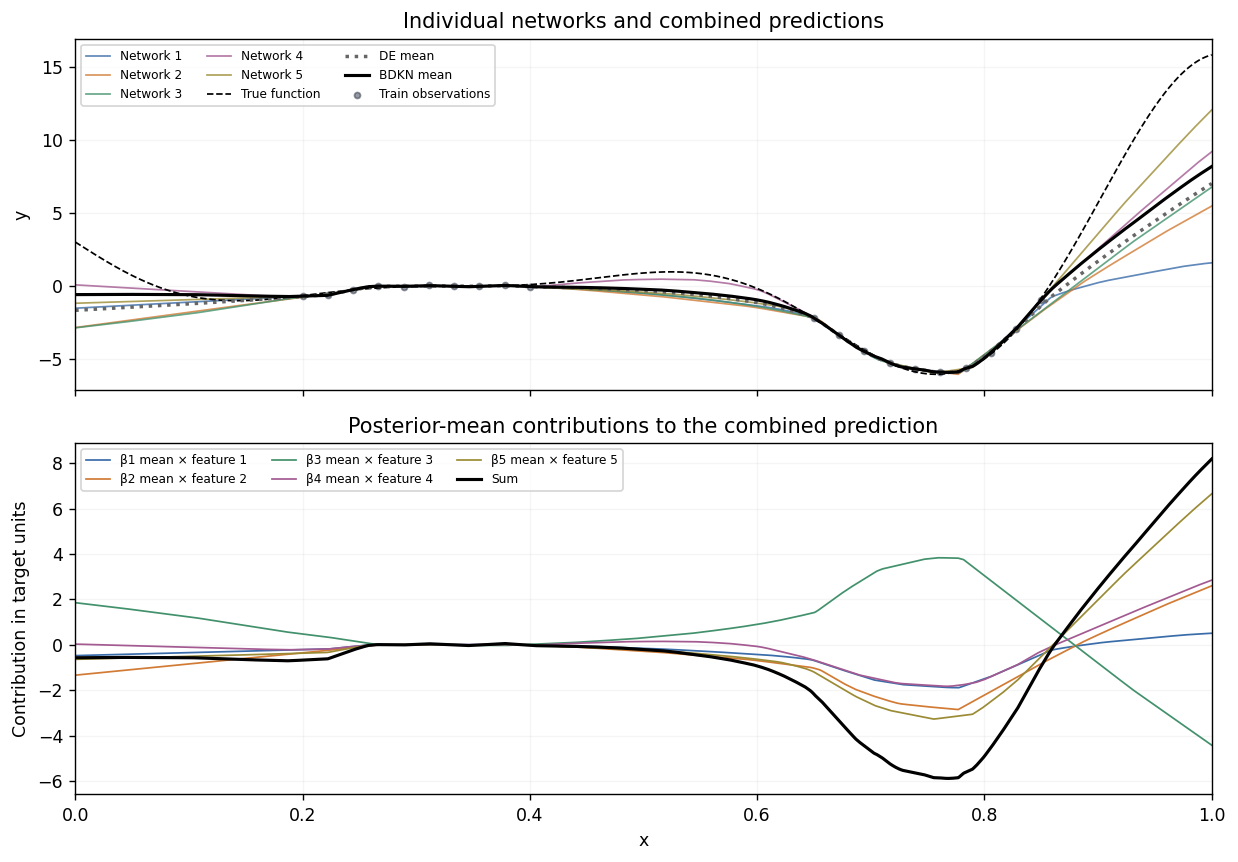 Individual networks and combined predictions
Network 1
Network 2
Network 3
Network 4
Network 5
True function
DE mean
BDKN mean
Train observations
15
10
5
0
−5
y
Posterior-mean contributions to the combined prediction
β1 mean × feature 1
β2 mean × feature 2
β3 mean × feature 3
β4 mean × feature 4
β5 mean × feature 5
Sum
8
6
4
2
0
−2
−4
−6
Contribution in target units
0.0
0.2
0.4
0.6
0.8
1.0
x